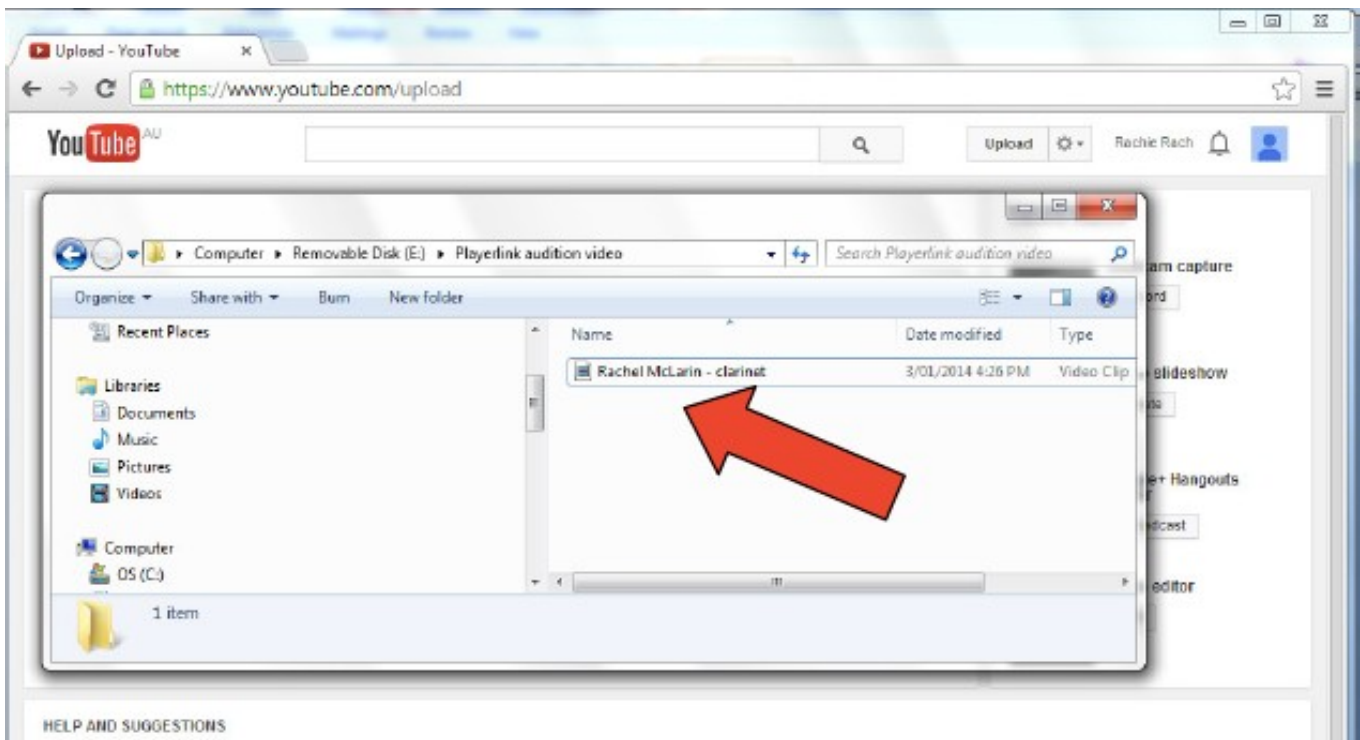 Upload - YouTube
https://www.youtube.com/upload
YouTube AU
Upload
Rachie Rach
Computer Removable Disk (E:) Playerlink audition video
Search Playerlink audition video
am capture
Organize Share with Burn New folder
ord
Recent Places
Name Date modified Type
Rachel McLarin - clarinet 3/01/2014 4:26 PM Video Clip
slideshow
Libraries
Documents
Music
Pictures
e+ Hangouts
Videos
dcast
Computer
OS (C:)
editor
1 item
HELP AND SUGGESTIONS